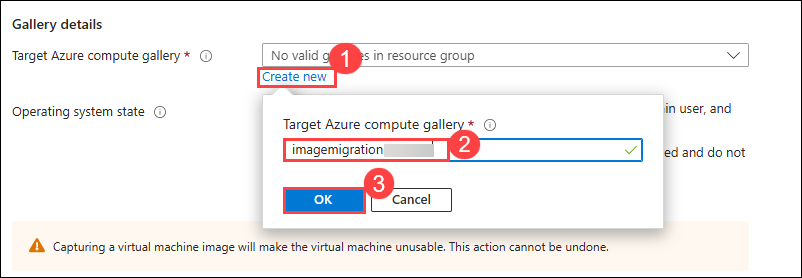 Gallery details
Target Azure compute gallery *
No valid in resource group
1
Create new
Operating system state
in user, and
Target Azure compute gallery *
imagemigration
2
ed and do not
3
OK
Cancel
Capturing a virtual machine image will make the virtual machine unusable. This action cannot be undone.